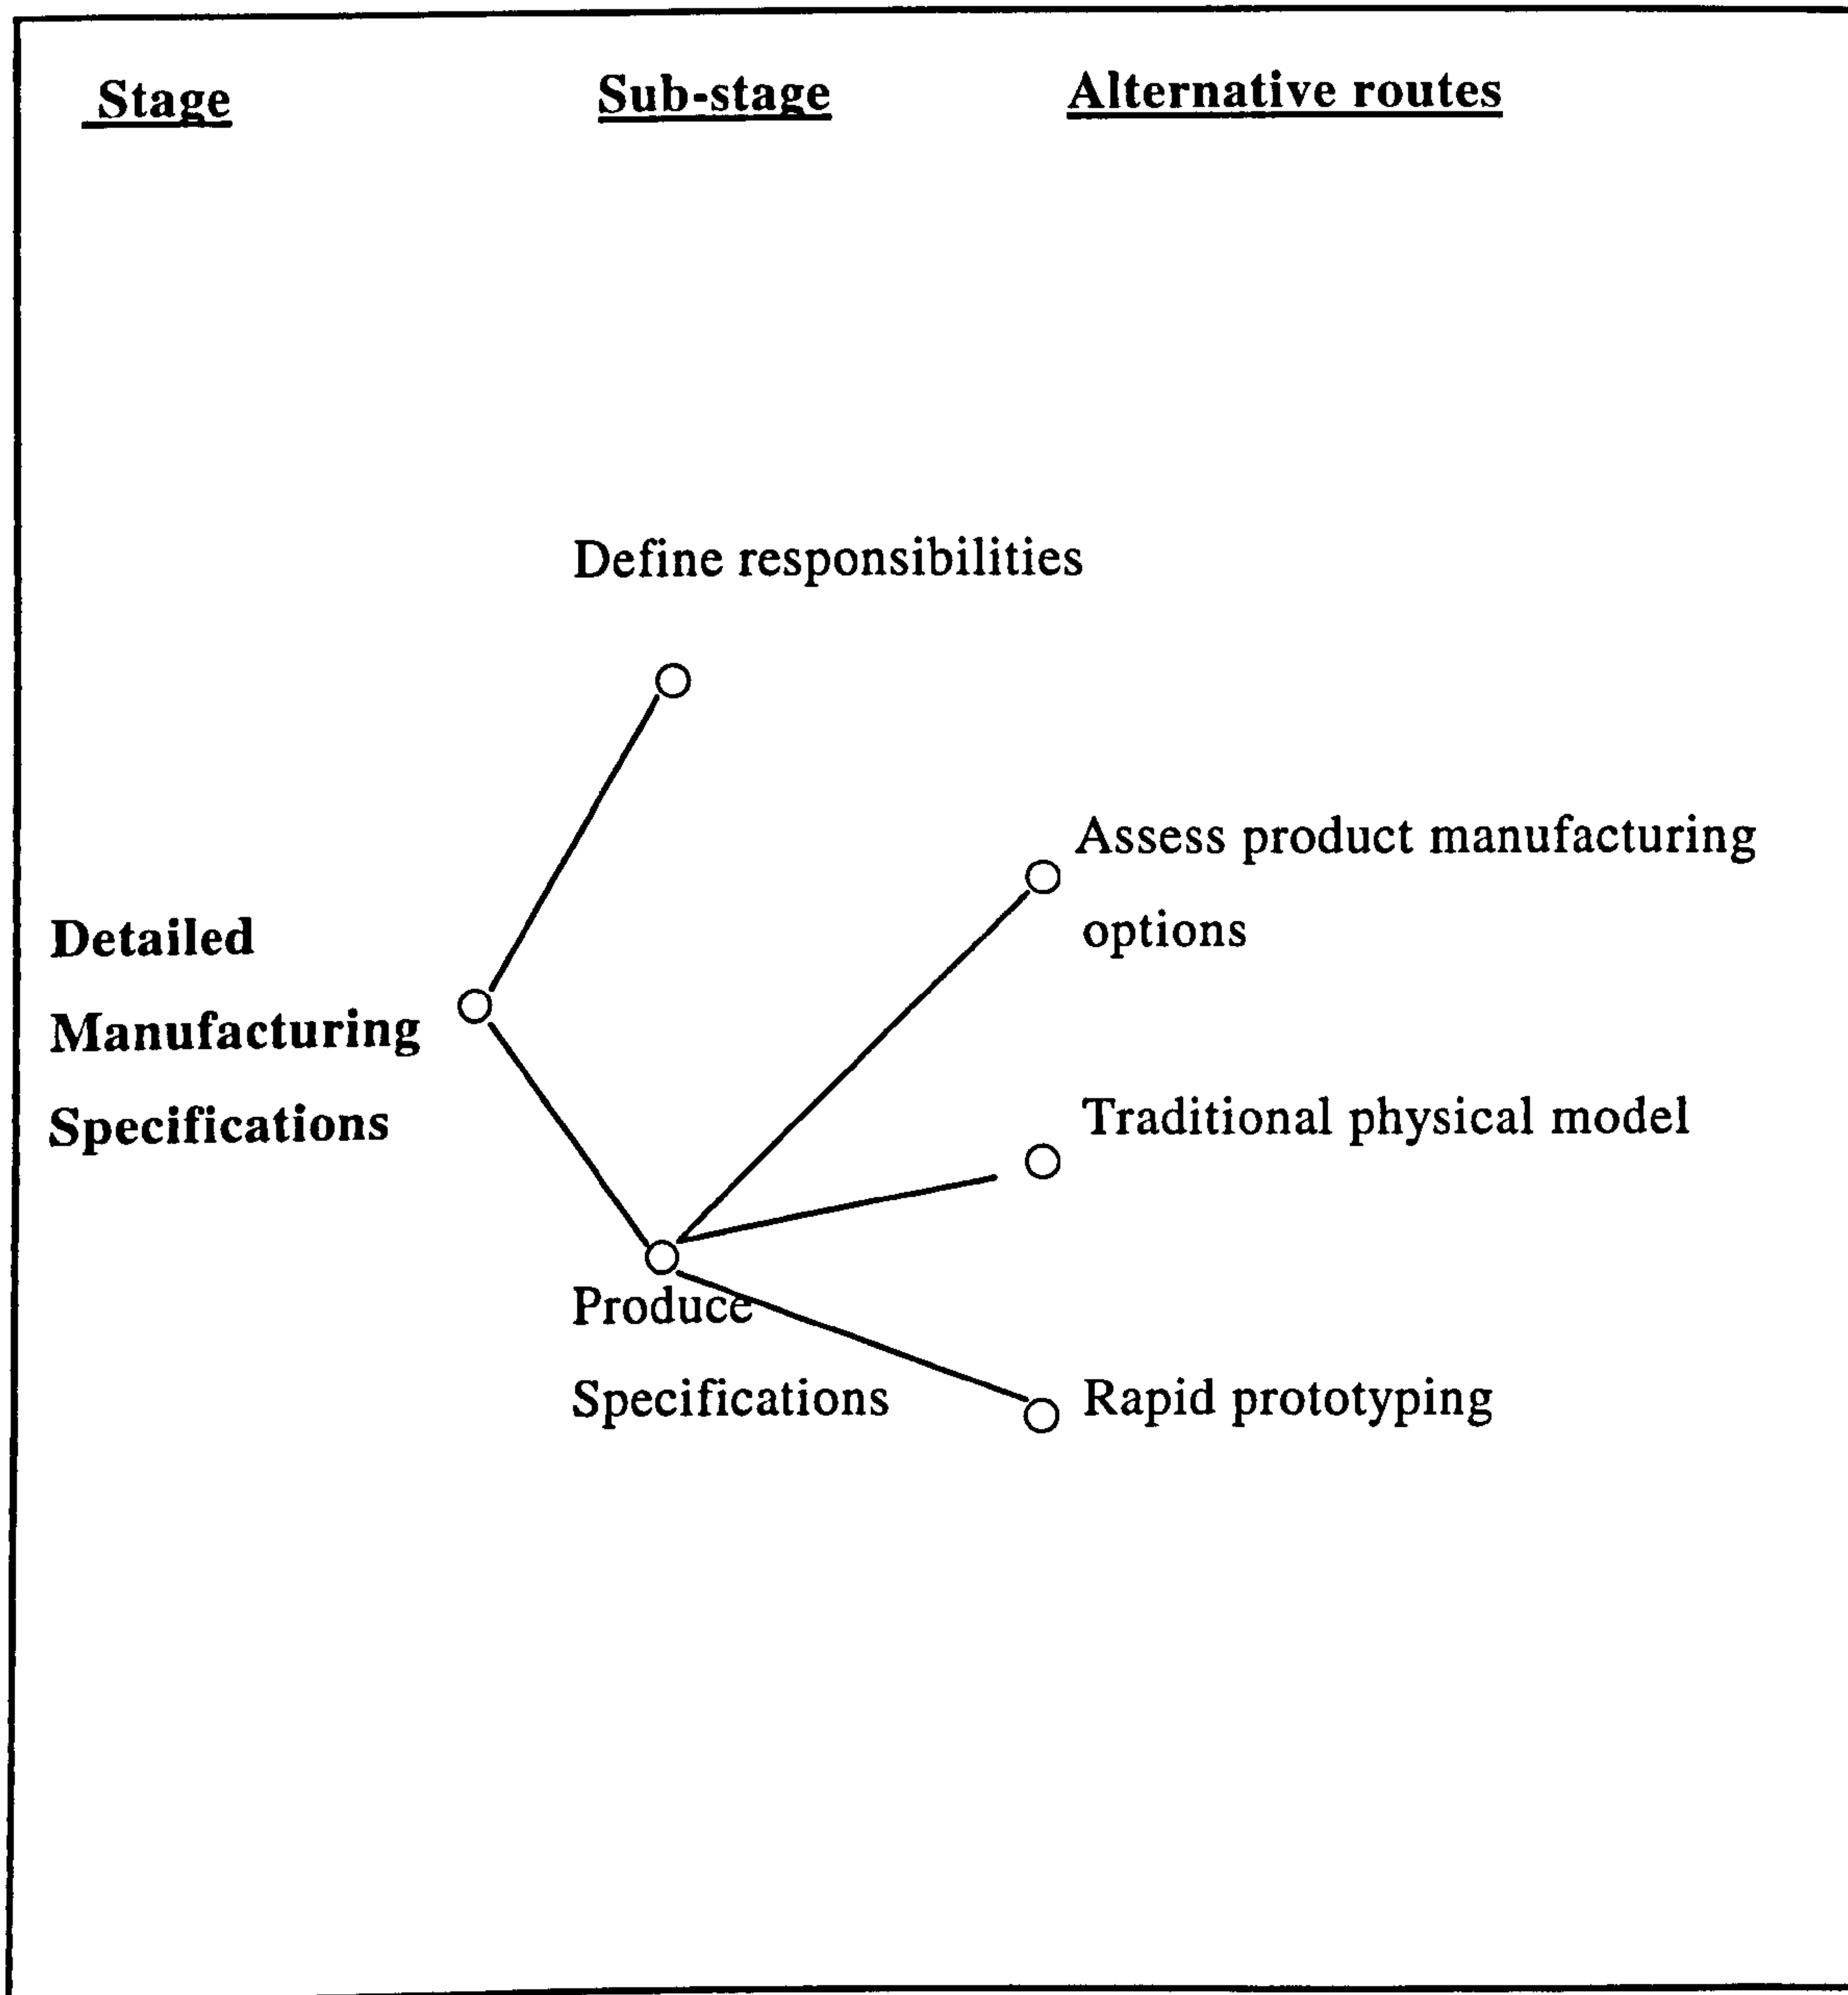 Stage
Sub-stage
Alternative routes
Define responsibilities
Assess product manufacturing
options
Detailed
Manufacturing
Specifications
Traditional physical model
Produce
Specifications
Rapid prototyping